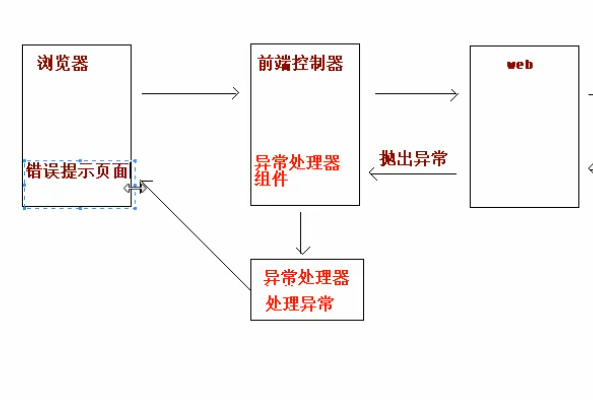 浏览器
前端控制器
web
抛出异常
错误提示页面
异常处理器
组件
异常处理器
处理异常